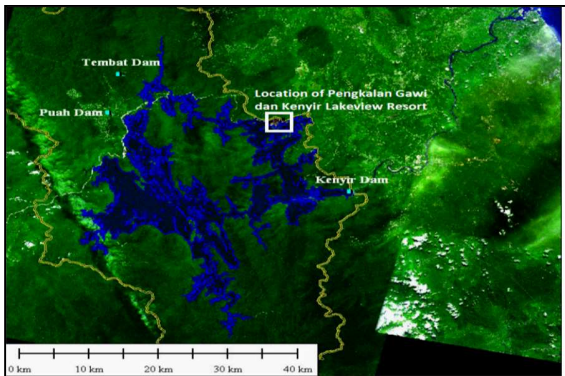 Tembat Dam
Location of Pengkalan Gawi
dan Kenyir Lakeview Resort
Puah Dam
Kenyir Dam
0 km 10 km 20 km 30 km 40 km